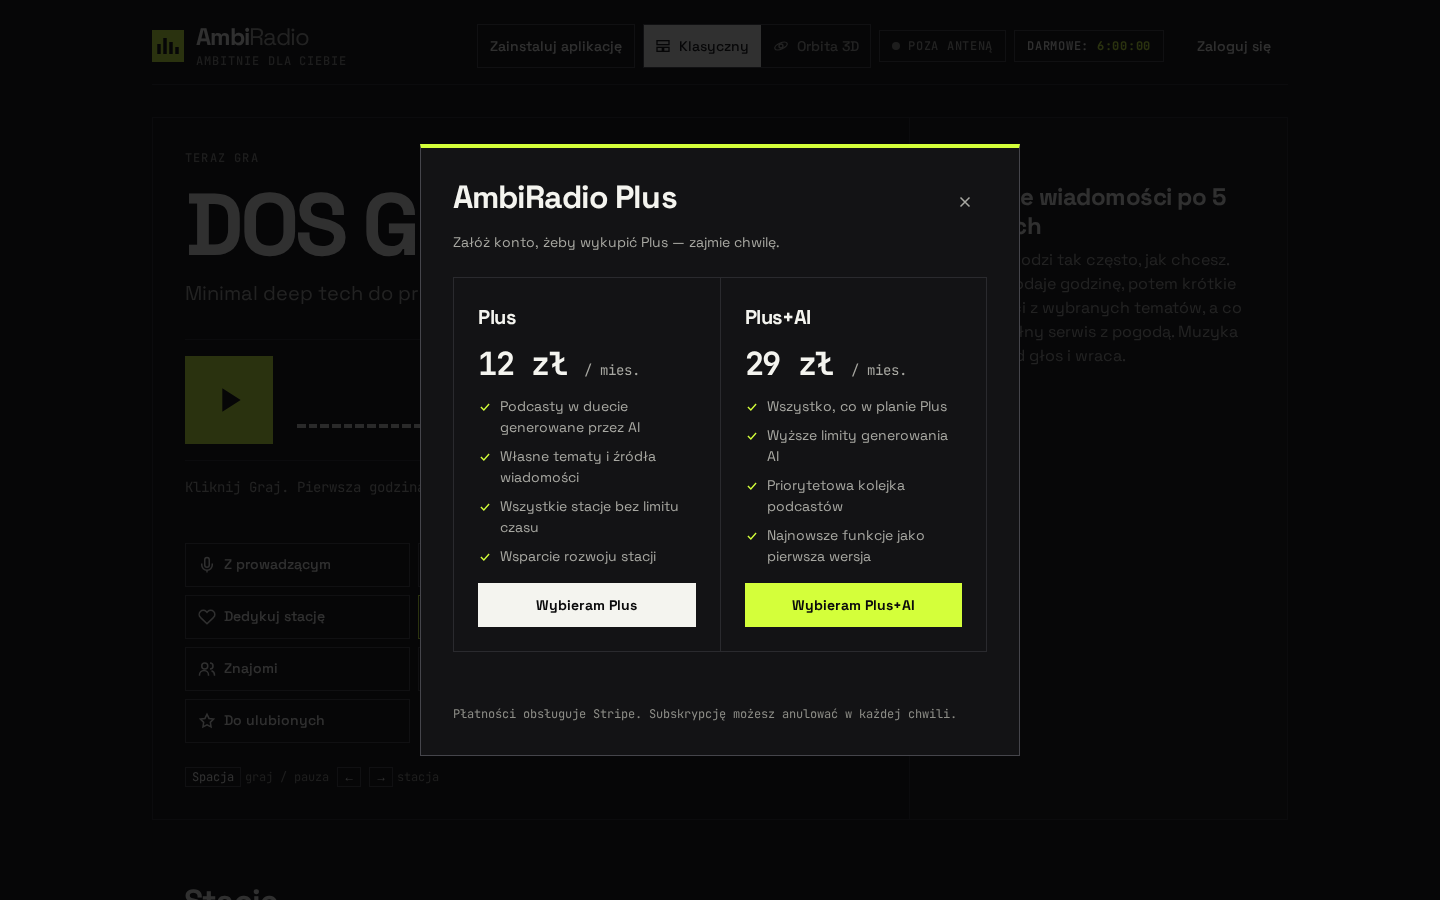 AmbiRadio
AMBITNIE DLA CIEBIE
Zainstaluj aplikację
Klasyczny
Orbita 3D
POZA ANTENĄ
DARMOWE: 6:00:00
Zaloguj się
TERAZ GRA
DOS G
Minimal deep tech do pr
Kliknij Graj. Pierwsza godzina
Z prowadzącym
Dedykuj stację
Znajomi
Do ulubionych
Spacja graj / pauza ← → stacja
AmbiRadio Plus
×
Załóż konto, żeby wykupić Plus — zajmie chwilę.
Plus
12 zł / mies.
Podcasty w duecie
generowane przez AI
Własne tematy i źródła
wiadomości
Wszystkie stacje bez limitu
czasu
Wsparcie rozwoju stacji
Wybieram Plus
Plus+AI
29 zł / mies.
Wszystko, co w planie Plus
Wyższe limity generowania
AI
Priorytetowa kolejka
podcastów
Najnowsze funkcje jako
pierwsza wersja
Wybieram Plus+AI
Płatności obsługuje Stripe. Subskrypcję możesz anulować w każdej chwili.
e wiadomości po 5
ch
odzi tak często, jak chcesz.
odaje godzinę, potem krótkie
i z wybranych tematów, a co
łny serwis z pogodą. Muzyka
d głos i wraca.
Stacje